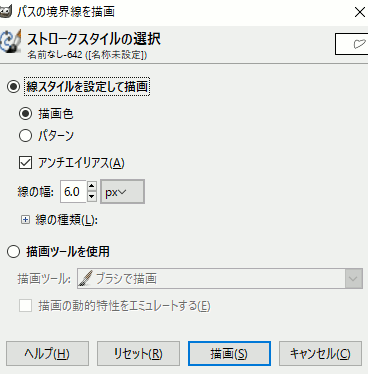 パスの境界線を描画
ストロークスタイルの選択
名前なし-642 ([名称未設定])
線スタイルを設定して描画
描画色
パターン
アンチエイリアス(A)
線の幅: 6.0 px
線の種類(L):
描画ツールを使用
描画ツール: ブラシで描画
描画の動的特性をエミュレートする(E)
ヘルプ(H) リセット(R) 描画(S) キャンセル(C)